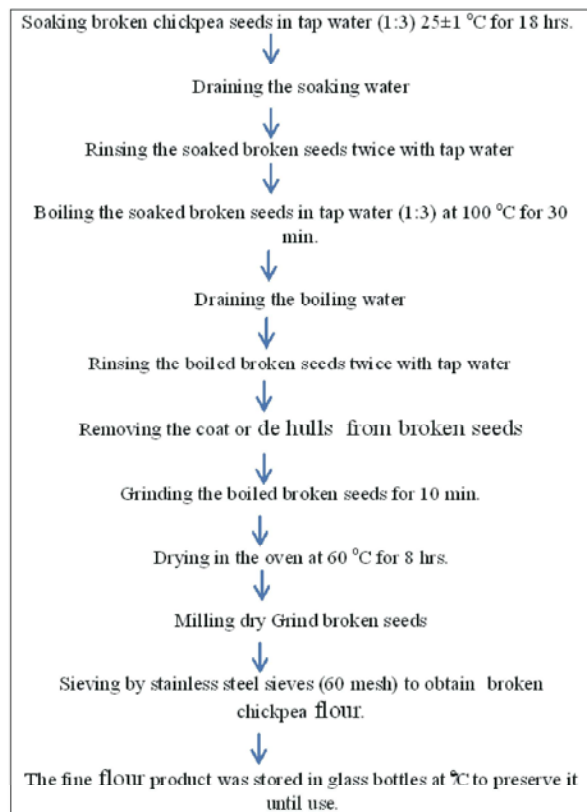 Soaking broken chickpea seeds in tap water (1:3) 25±1 °C for 18 hrs.
Draining the soaking water
Rinsing the soaked broken seeds twice with tap water
Boiling the soaked broken seeds in tap water (1:3) at 100 °C for 30
min.
Draining the boiling water
Rinsing the boiled broken seeds twice with tap water
Removing the coat or de hulls from broken seeds
Grinding the boiled broken seeds for 10 min.
Drying in the oven at 60 °C for 8 hrs.
Milling dry Grind broken seeds
Sieving by stainless steel sieves (60 mesh) to obtain broken
chickpea flour.
The fine flour product was stored in glass bottles at °C to preserve it
until use.